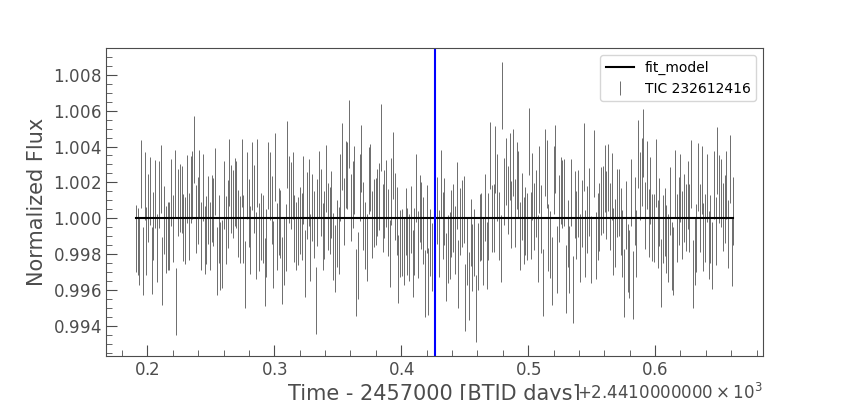 1.008
1.006
1.004
1.002
1.000
0.998
0.996
0.994
Normalized Flux
fit_model
TIC 232612416
0.2 0.3 0.4 0.5 0.6
Time - 2457000 [BTJD days]
+2.4410000000 × 10³